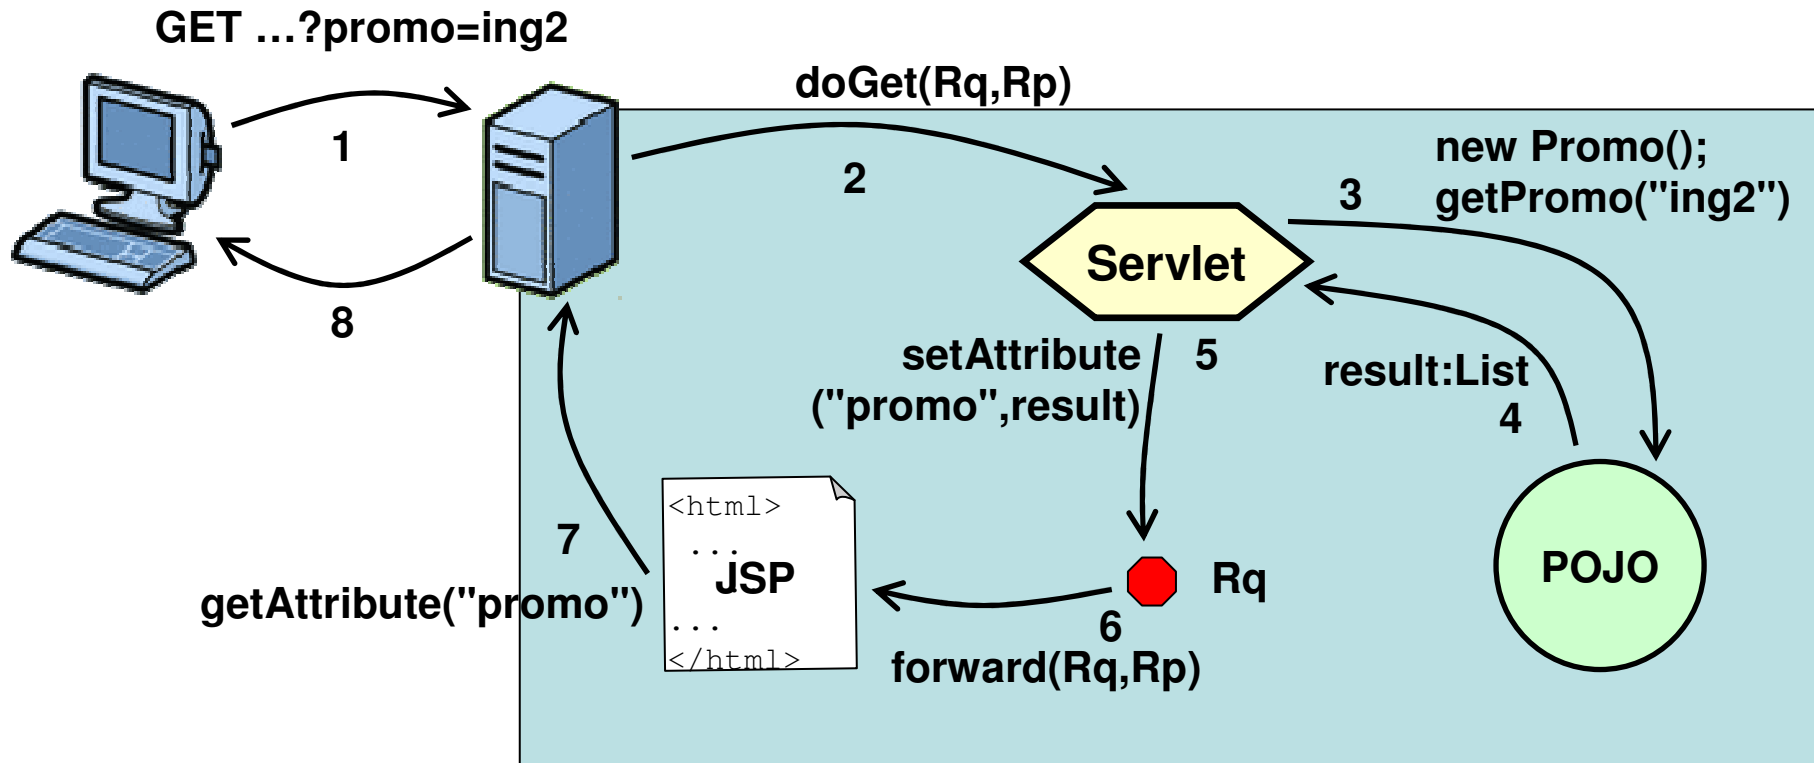 GET …?promo=ing2
doGet(Rq,Rp)
1
2
new Promo();
3
getPromo("ing2")
Servlet
8
setAttribute
5
("promo",result)
result:List
4
<html>
...
JSP
7
getAttribute("promo")
...
</html>
Rq
6
forward(Rq,Rp)
POJO